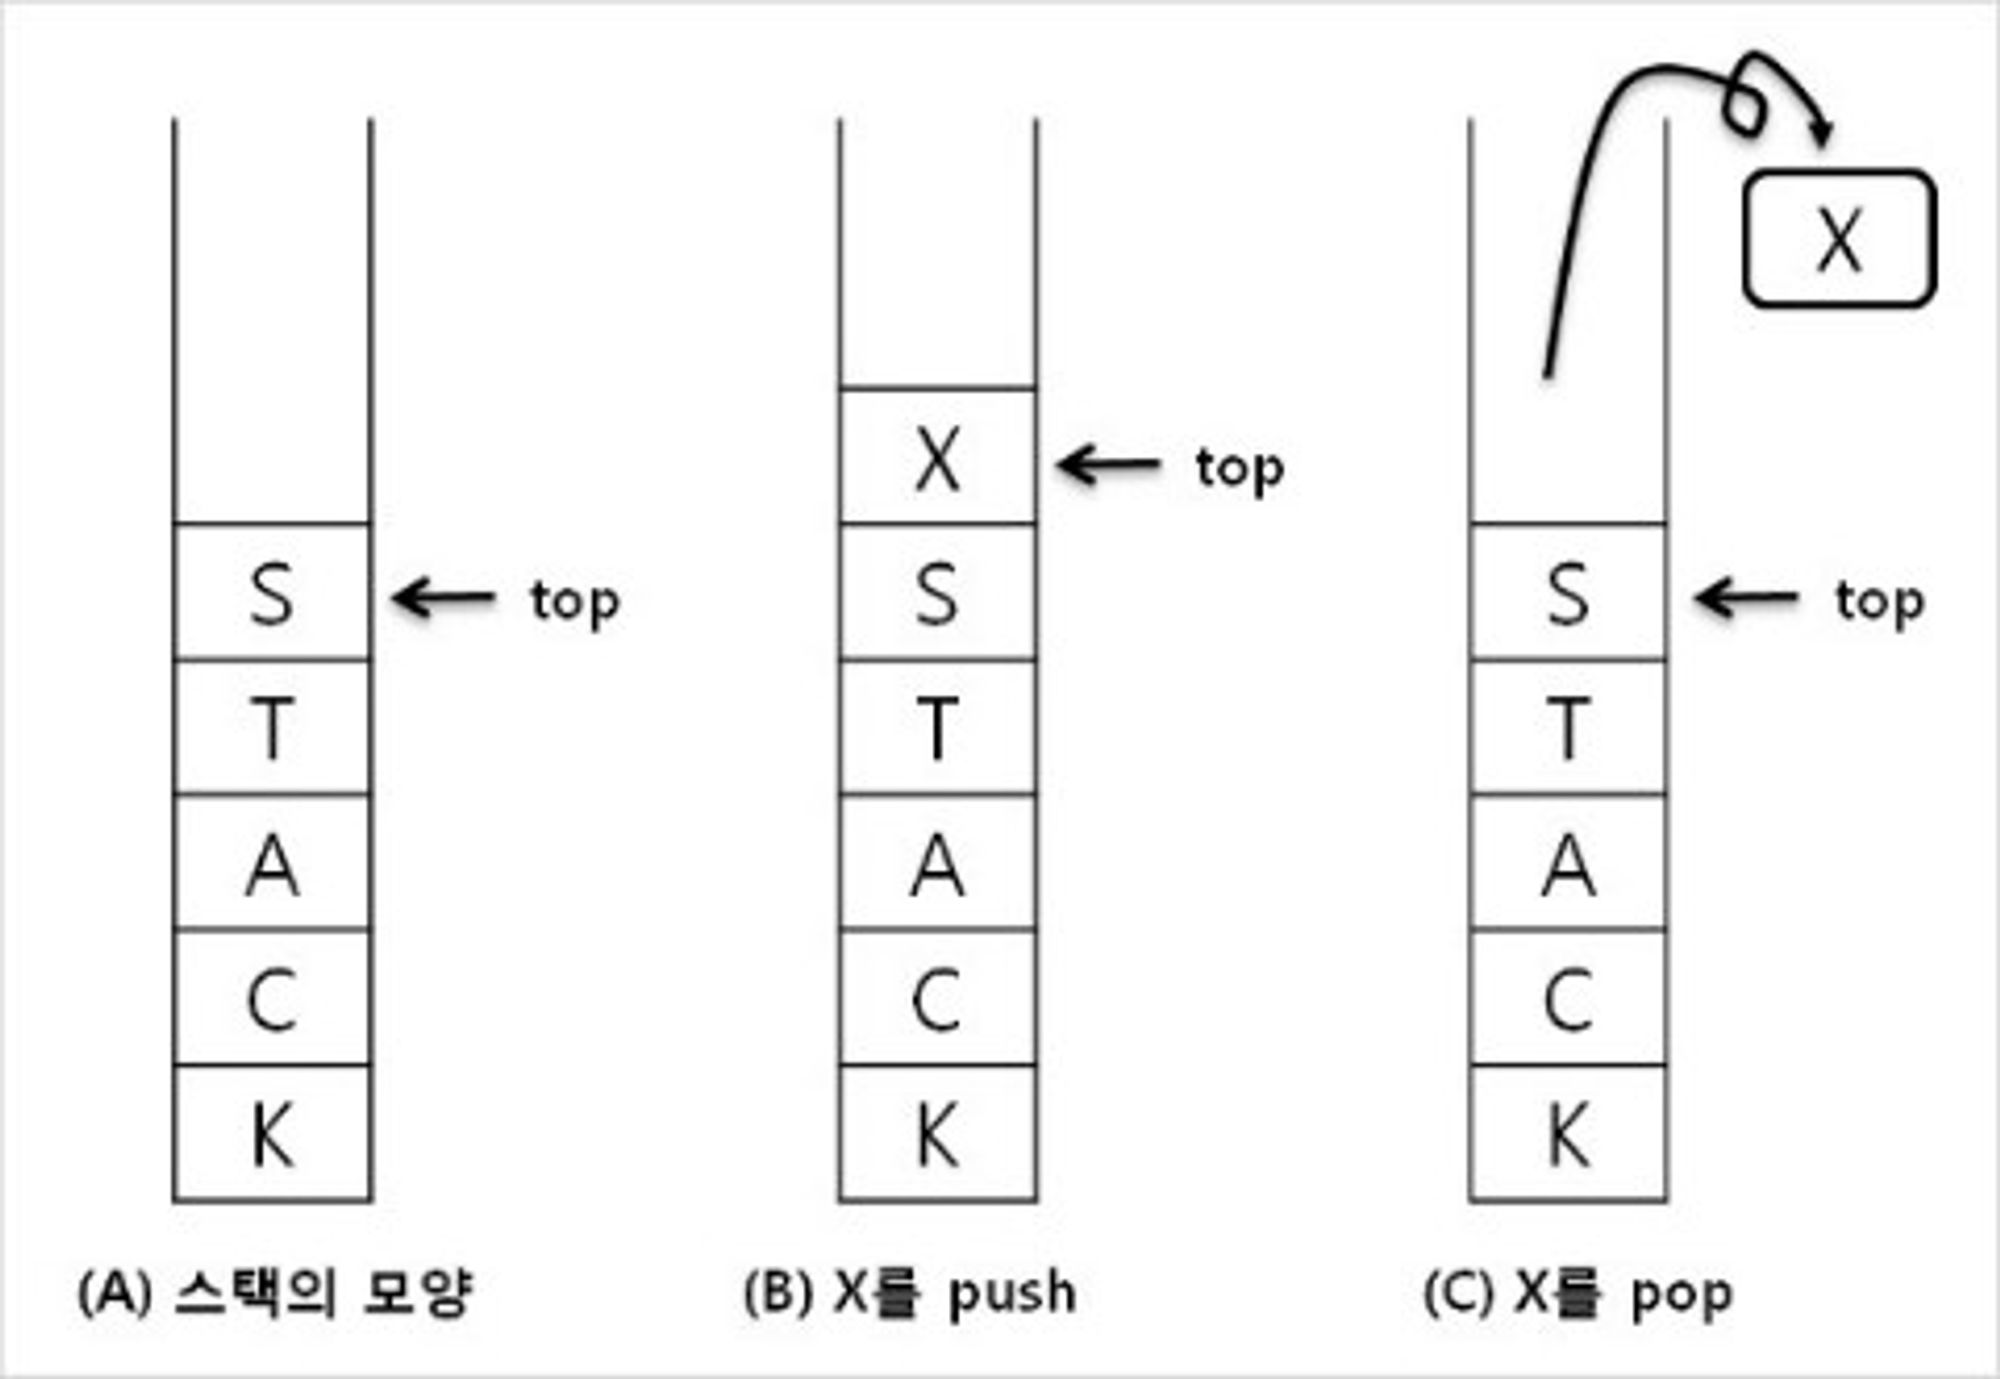 S ← top
T
A
C
K
(A) 스택의 모양
X ← top
S
T
A
C
K
(B) X를 push
X
S ← top
T
A
C
K
(C) X를 pop